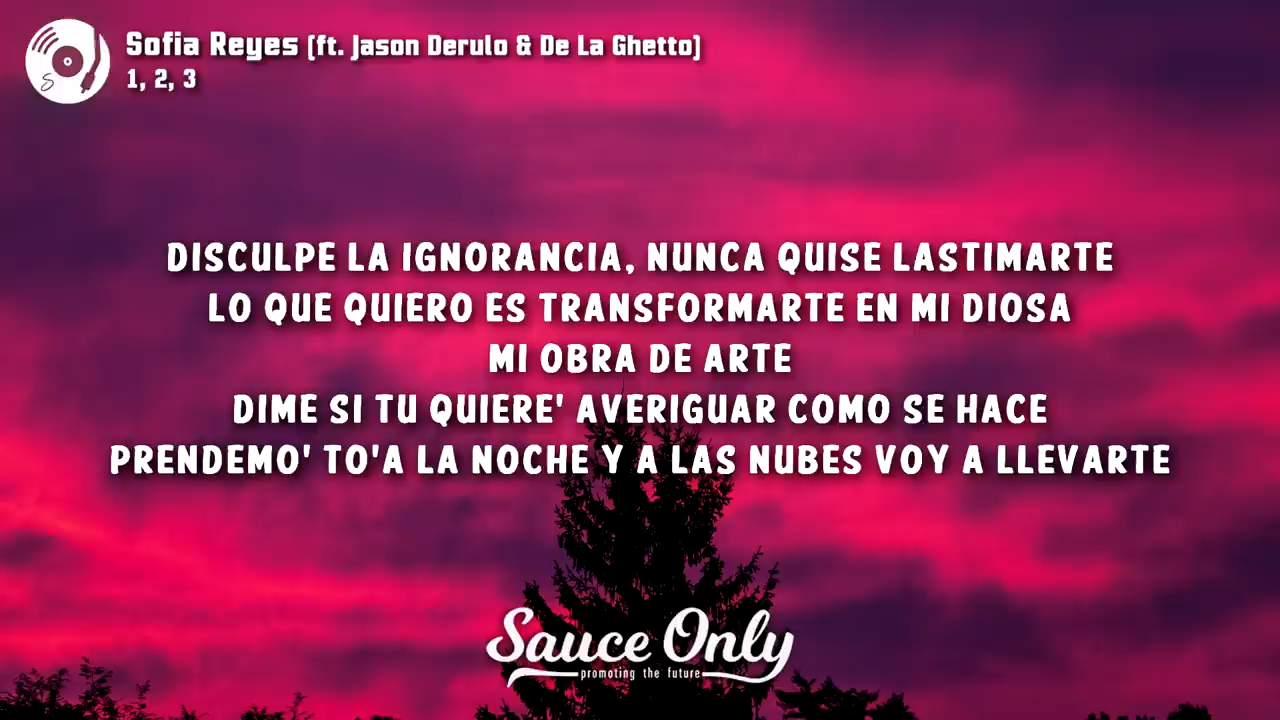 Sofia Reyes (ft. Jason Derulo & De La Ghetto)
1, 2, 3
DISCULPE LA IGNORANCIA, NUNCA QUISE LASTIMARTE
LO QUE QUIERO ES TRANSFORMARTE EN MI DIOSA
MI OBRA DE ARTE
DIME SI TU QUIERE' AVERIGUAR COMO SE HACE
PRENDEMO' TO'A LA NOCHE Y A LAS NUBES VOY A LLEVARTE
Sauce Only
promoting the future